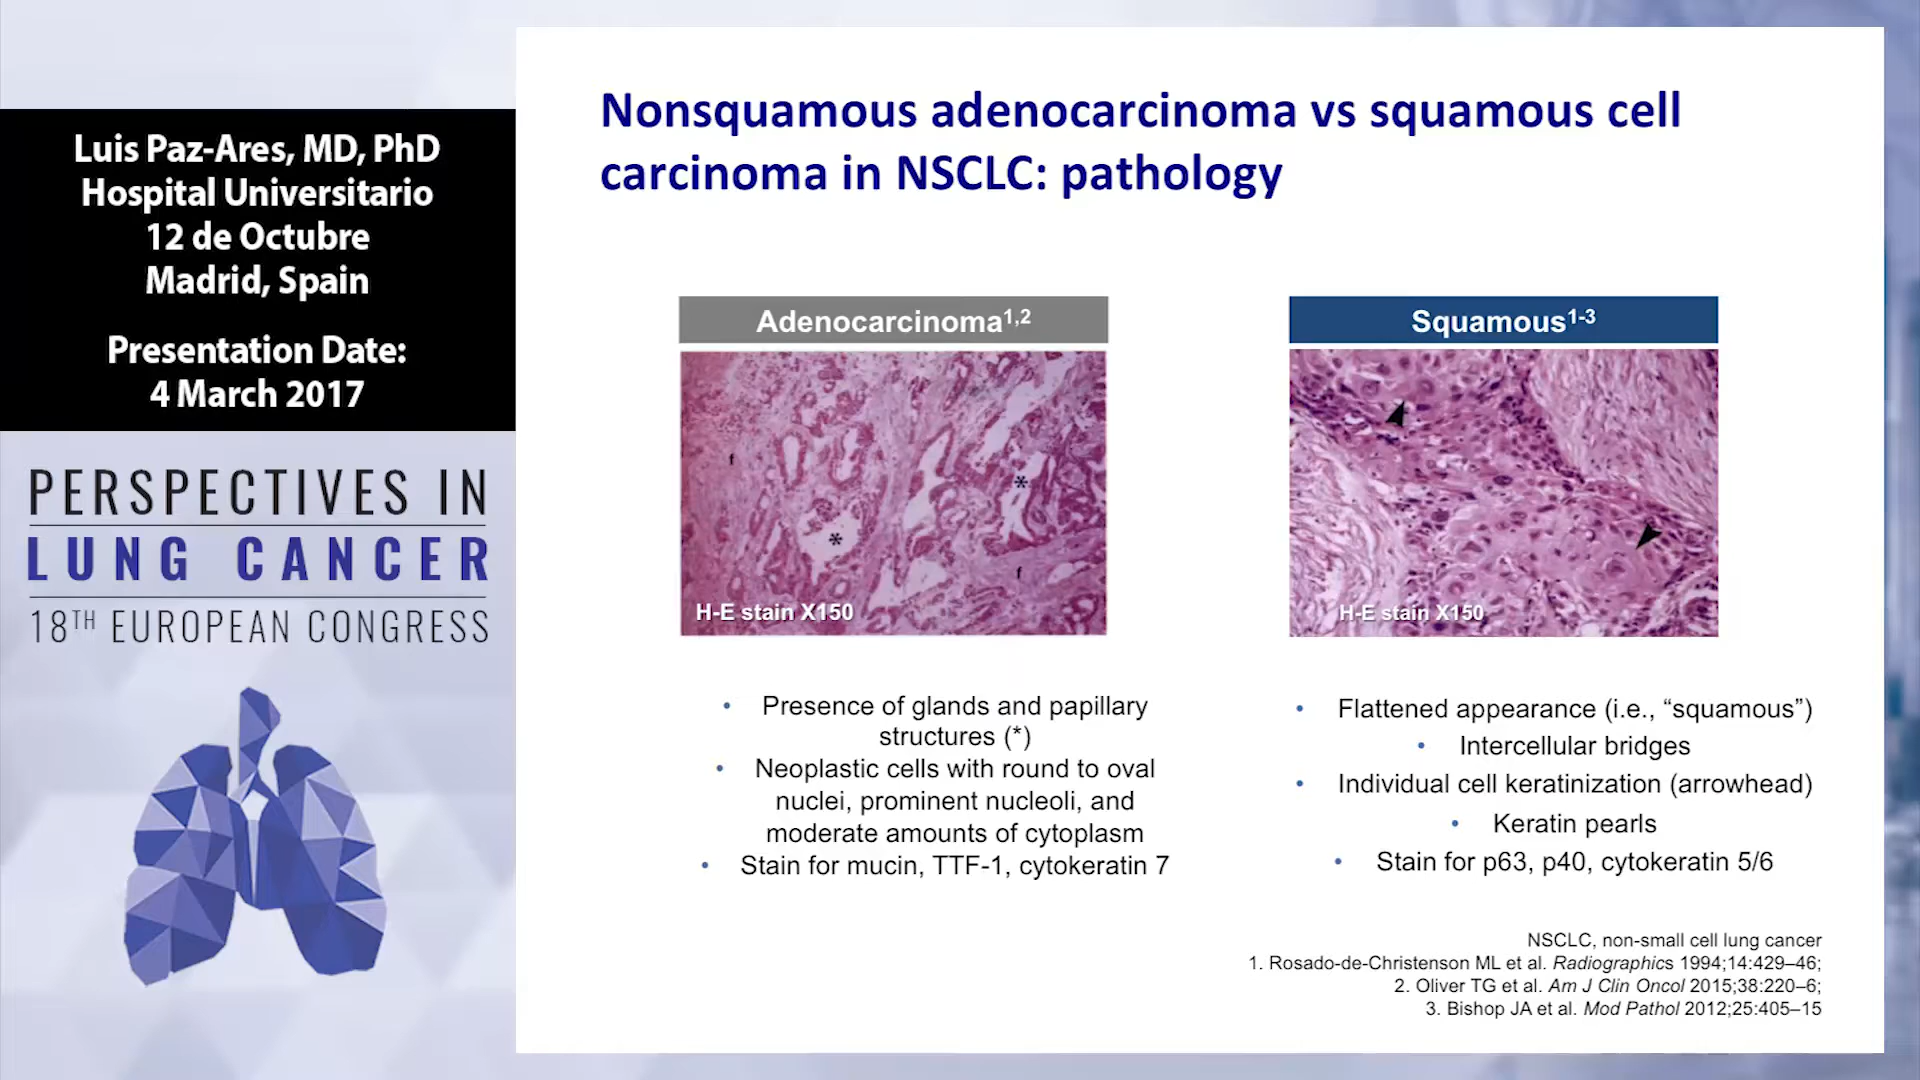 Luis Paz-Ares, MD, PhD
Hospital Universitario
12 de Octubre
Madrid, Spain
Presentation Date:
4 March 2017
PERSPECTIVES IN
LUNG CANCER
18TH EUROPEAN CONGRESS
Nonsquamous adenocarcinoma vs squamous cell
carcinoma in NSCLC: pathology
Adenocarcinoma1,2
f
*
*
f
H-E stain X150
• Presence of glands and papillary
structures (*)
• Neoplastic cells with round to oval
nuclei, prominent nucleoli, and
moderate amounts of cytoplasm
• Stain for mucin, TTF-1, cytokeratin 7
Squamous1-3
H-E stain X150
• Flattened appearance (i.e., “squamous”)
• Intercellular bridges
• Individual cell keratinization (arrowhead)
• Keratin pearls
• Stain for p63, p40, cytokeratin 5/6
NSCLC, non-small cell lung cancer
1. Rosado-de-Christenson ML et al. Radiographics 1994;14:429–46;
2. Oliver TG et al. Am J Clin Oncol 2015;38:220–6;
3. Bishop JA et al. Mod Pathol 2012;25:405–15